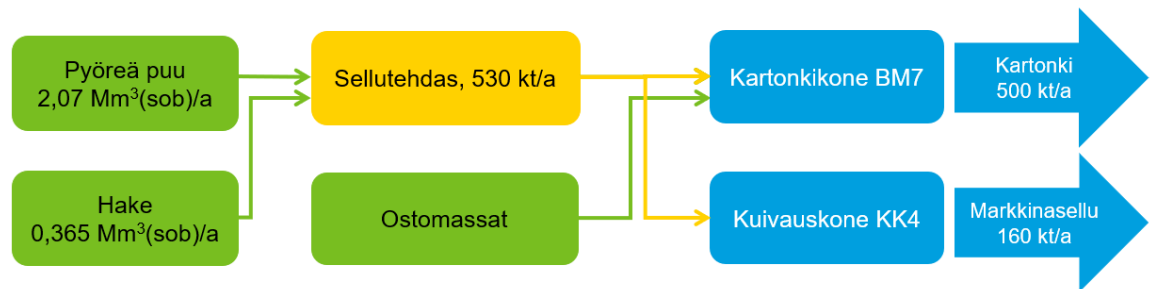 Pyöreä puu
2,07 Mm³(sob)/a
Sellutehdas, 530 kt/a
Kartonkikone BM7
Kartonki
500 kt/a
Hake
0,365 Mm³(sob)/a
Ostomassat
Kuivauskone KK4
Markkinasellu
160 kt/a